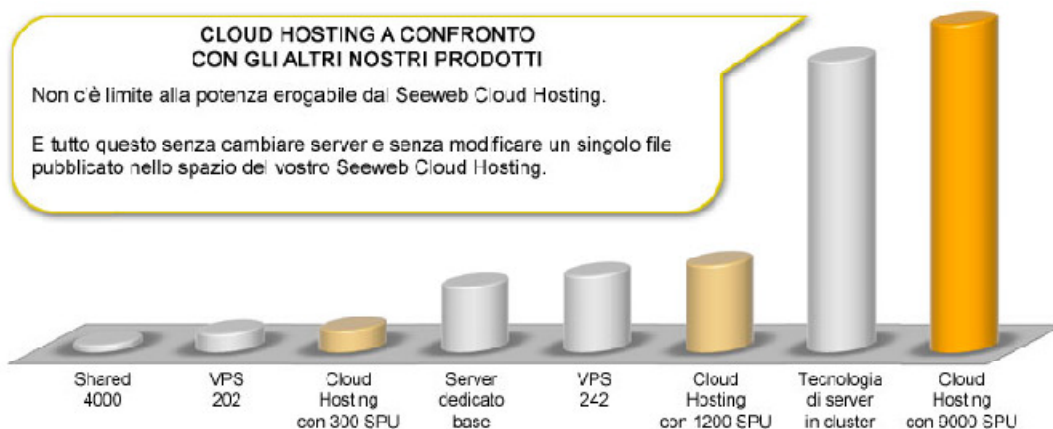 CLOUD HOSTING A CONFRONTO
CON GLI ALTRI NOSTRI PRODOTTI
Non c'è limite alla potenza erogabile dal Seeweb Cloud Hosting.
E tutto questo senza cambiare server e senza modificare un singolo file
pubblicato nello spazio del vostro Seeweb Cloud Hosting.
Shared
4000
VPS
202
Cloud
Hosting
con 300 SPU
Server
dedicato
base
VPS
242
Cloud
Hosting
con 1200 SPU
Tecnologia
di server
in cluster
Cloud
Hosting
con 9000 SPU